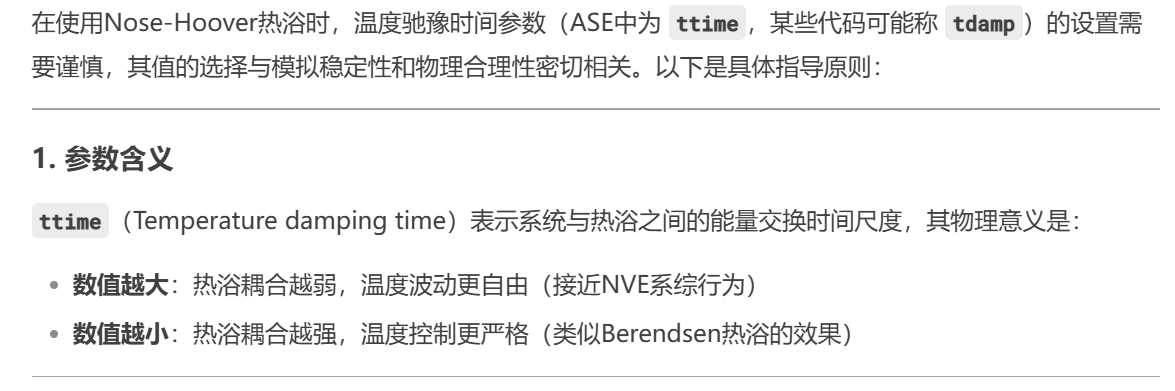 在使用Nose-Hoover热浴时，温度驰豫时间参数（ASE中为 ttime，某些代码可能称 tdamp）的设置需
要谨慎，其值的选择与模拟稳定性和物理合理性密切相关。以下是具体指导原则：
1. 参数含义
ttime（Temperature damping time）表示系统与热浴之间的能量交换时间尺度，其物理意义是：
• 数值越大：热浴耦合越弱，温度波动更自由（接近NVE系综行为）
• 数值越小：热浴耦合越强，温度控制更严格（类似Berendsen热浴的效果）